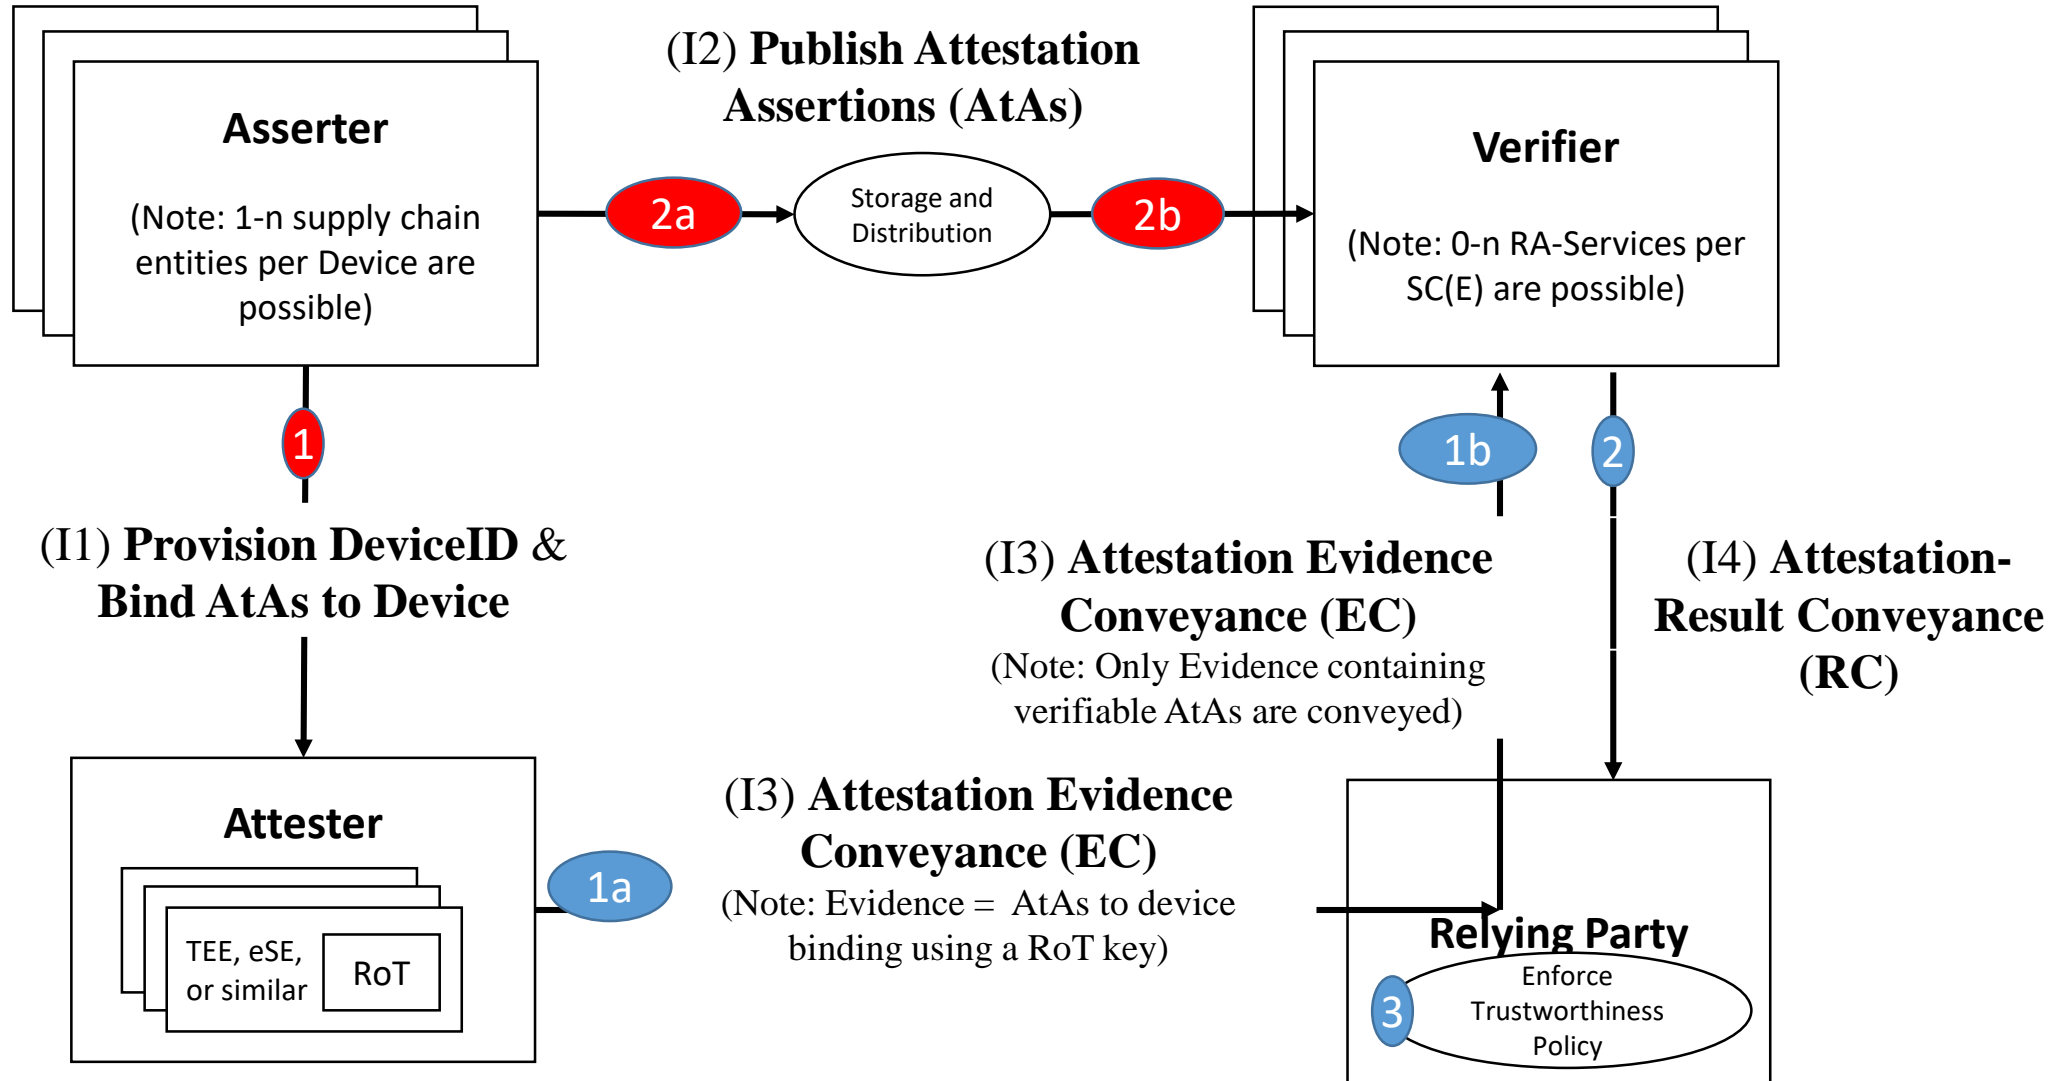 Asserter
(Note: 1-n supply chain
entities per Device are
possible)
(I2) Publish Attestation
Assertions (AtAs)
2a
Storage and
Distribution
2b
Verifier
(Note: 0-n RA-Services per
SC(E) are possible)
1
1b
2
(I1) Provision DeviceID &
Bind AtAs to Device
(I3) Attestation Evidence
Conveyance (EC)
(Note: Only Evidence containing
verifiable AtAs are conveyed)
(I4) Attestation-
Result Conveyance
(RC)
Attester
TEE, eSE,
or similar
RoT
1a
(I3) Attestation Evidence
Conveyance (EC)
(Note: Evidence = AtAs to device
binding using a RoT key)
Relying Party
3
Enforce
Trustworthiness
Policy